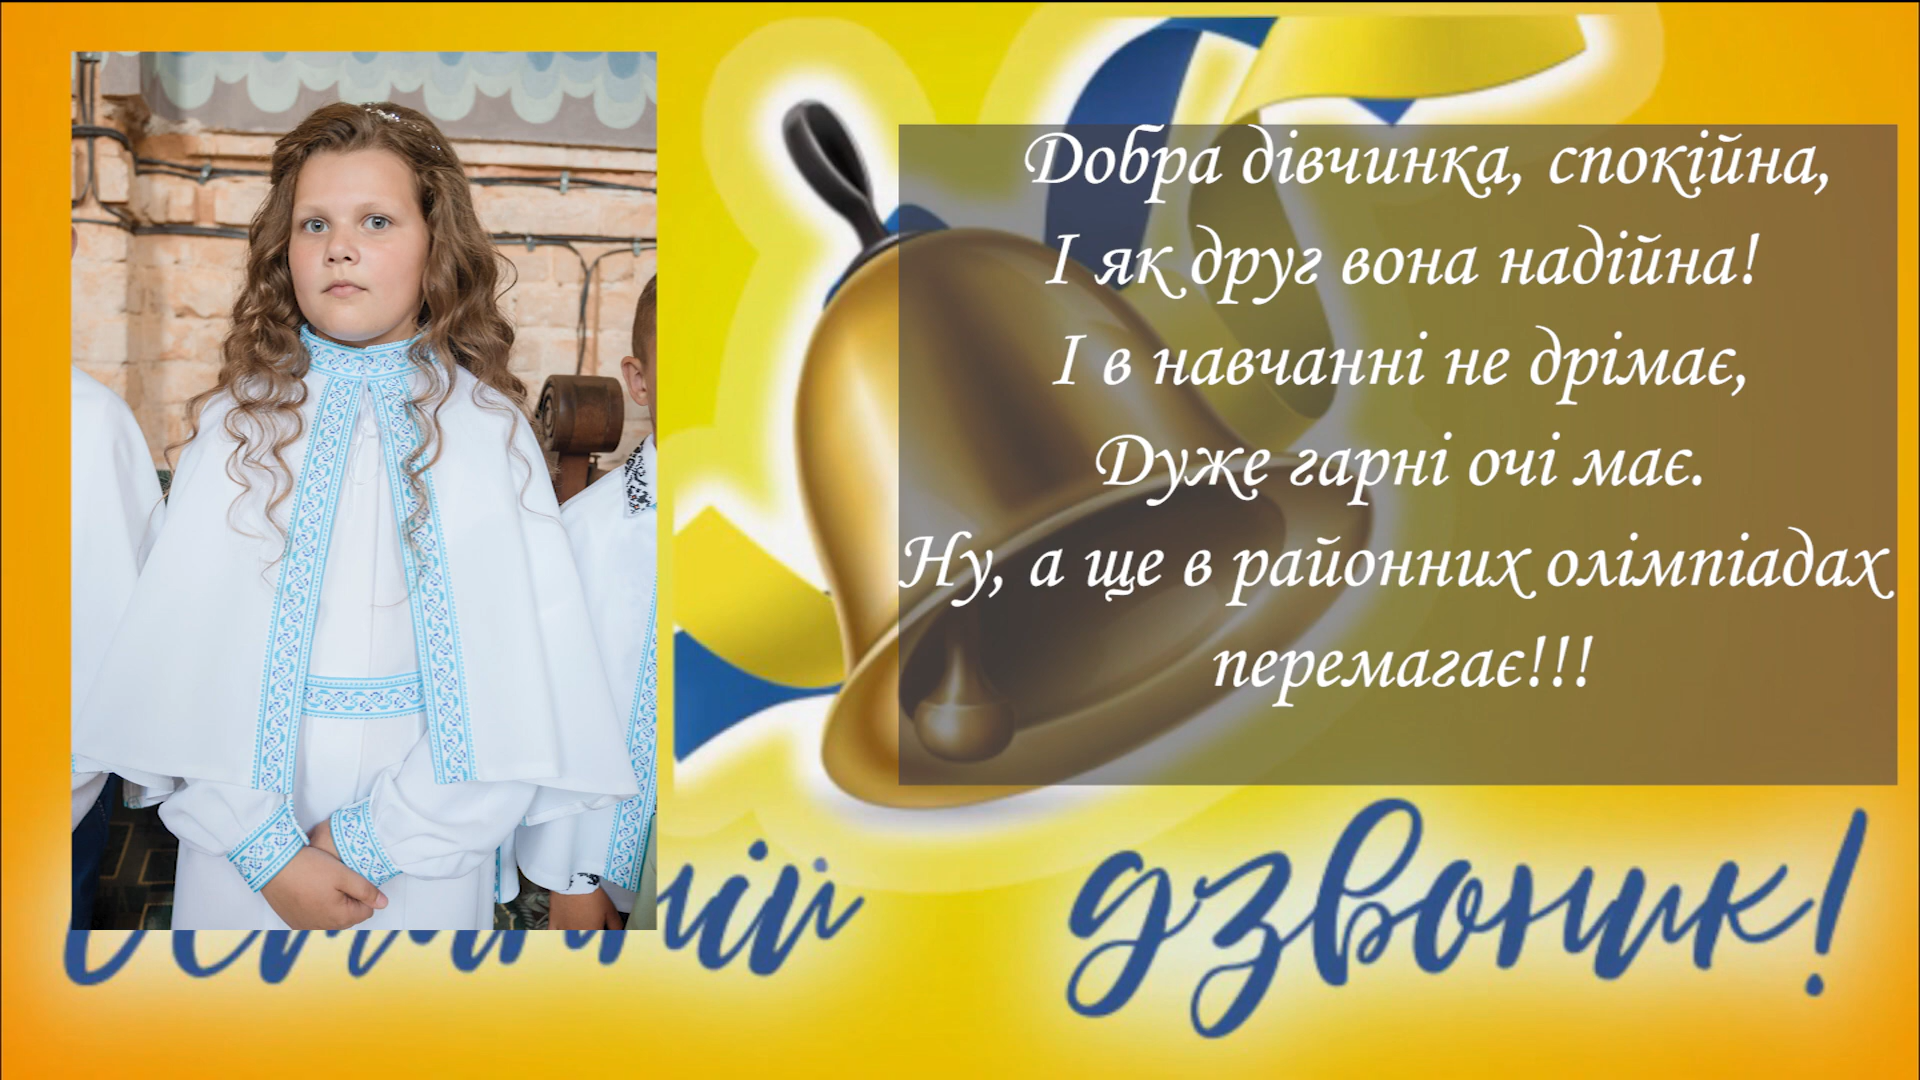 Добра дівчинка, спокійна,
І як друг вона надійна!
І в навчанні не дрімає,
Дуже гарні очі має.
Ну, а ще в районних олімпіадах
перемагає!!!
дзвоник!